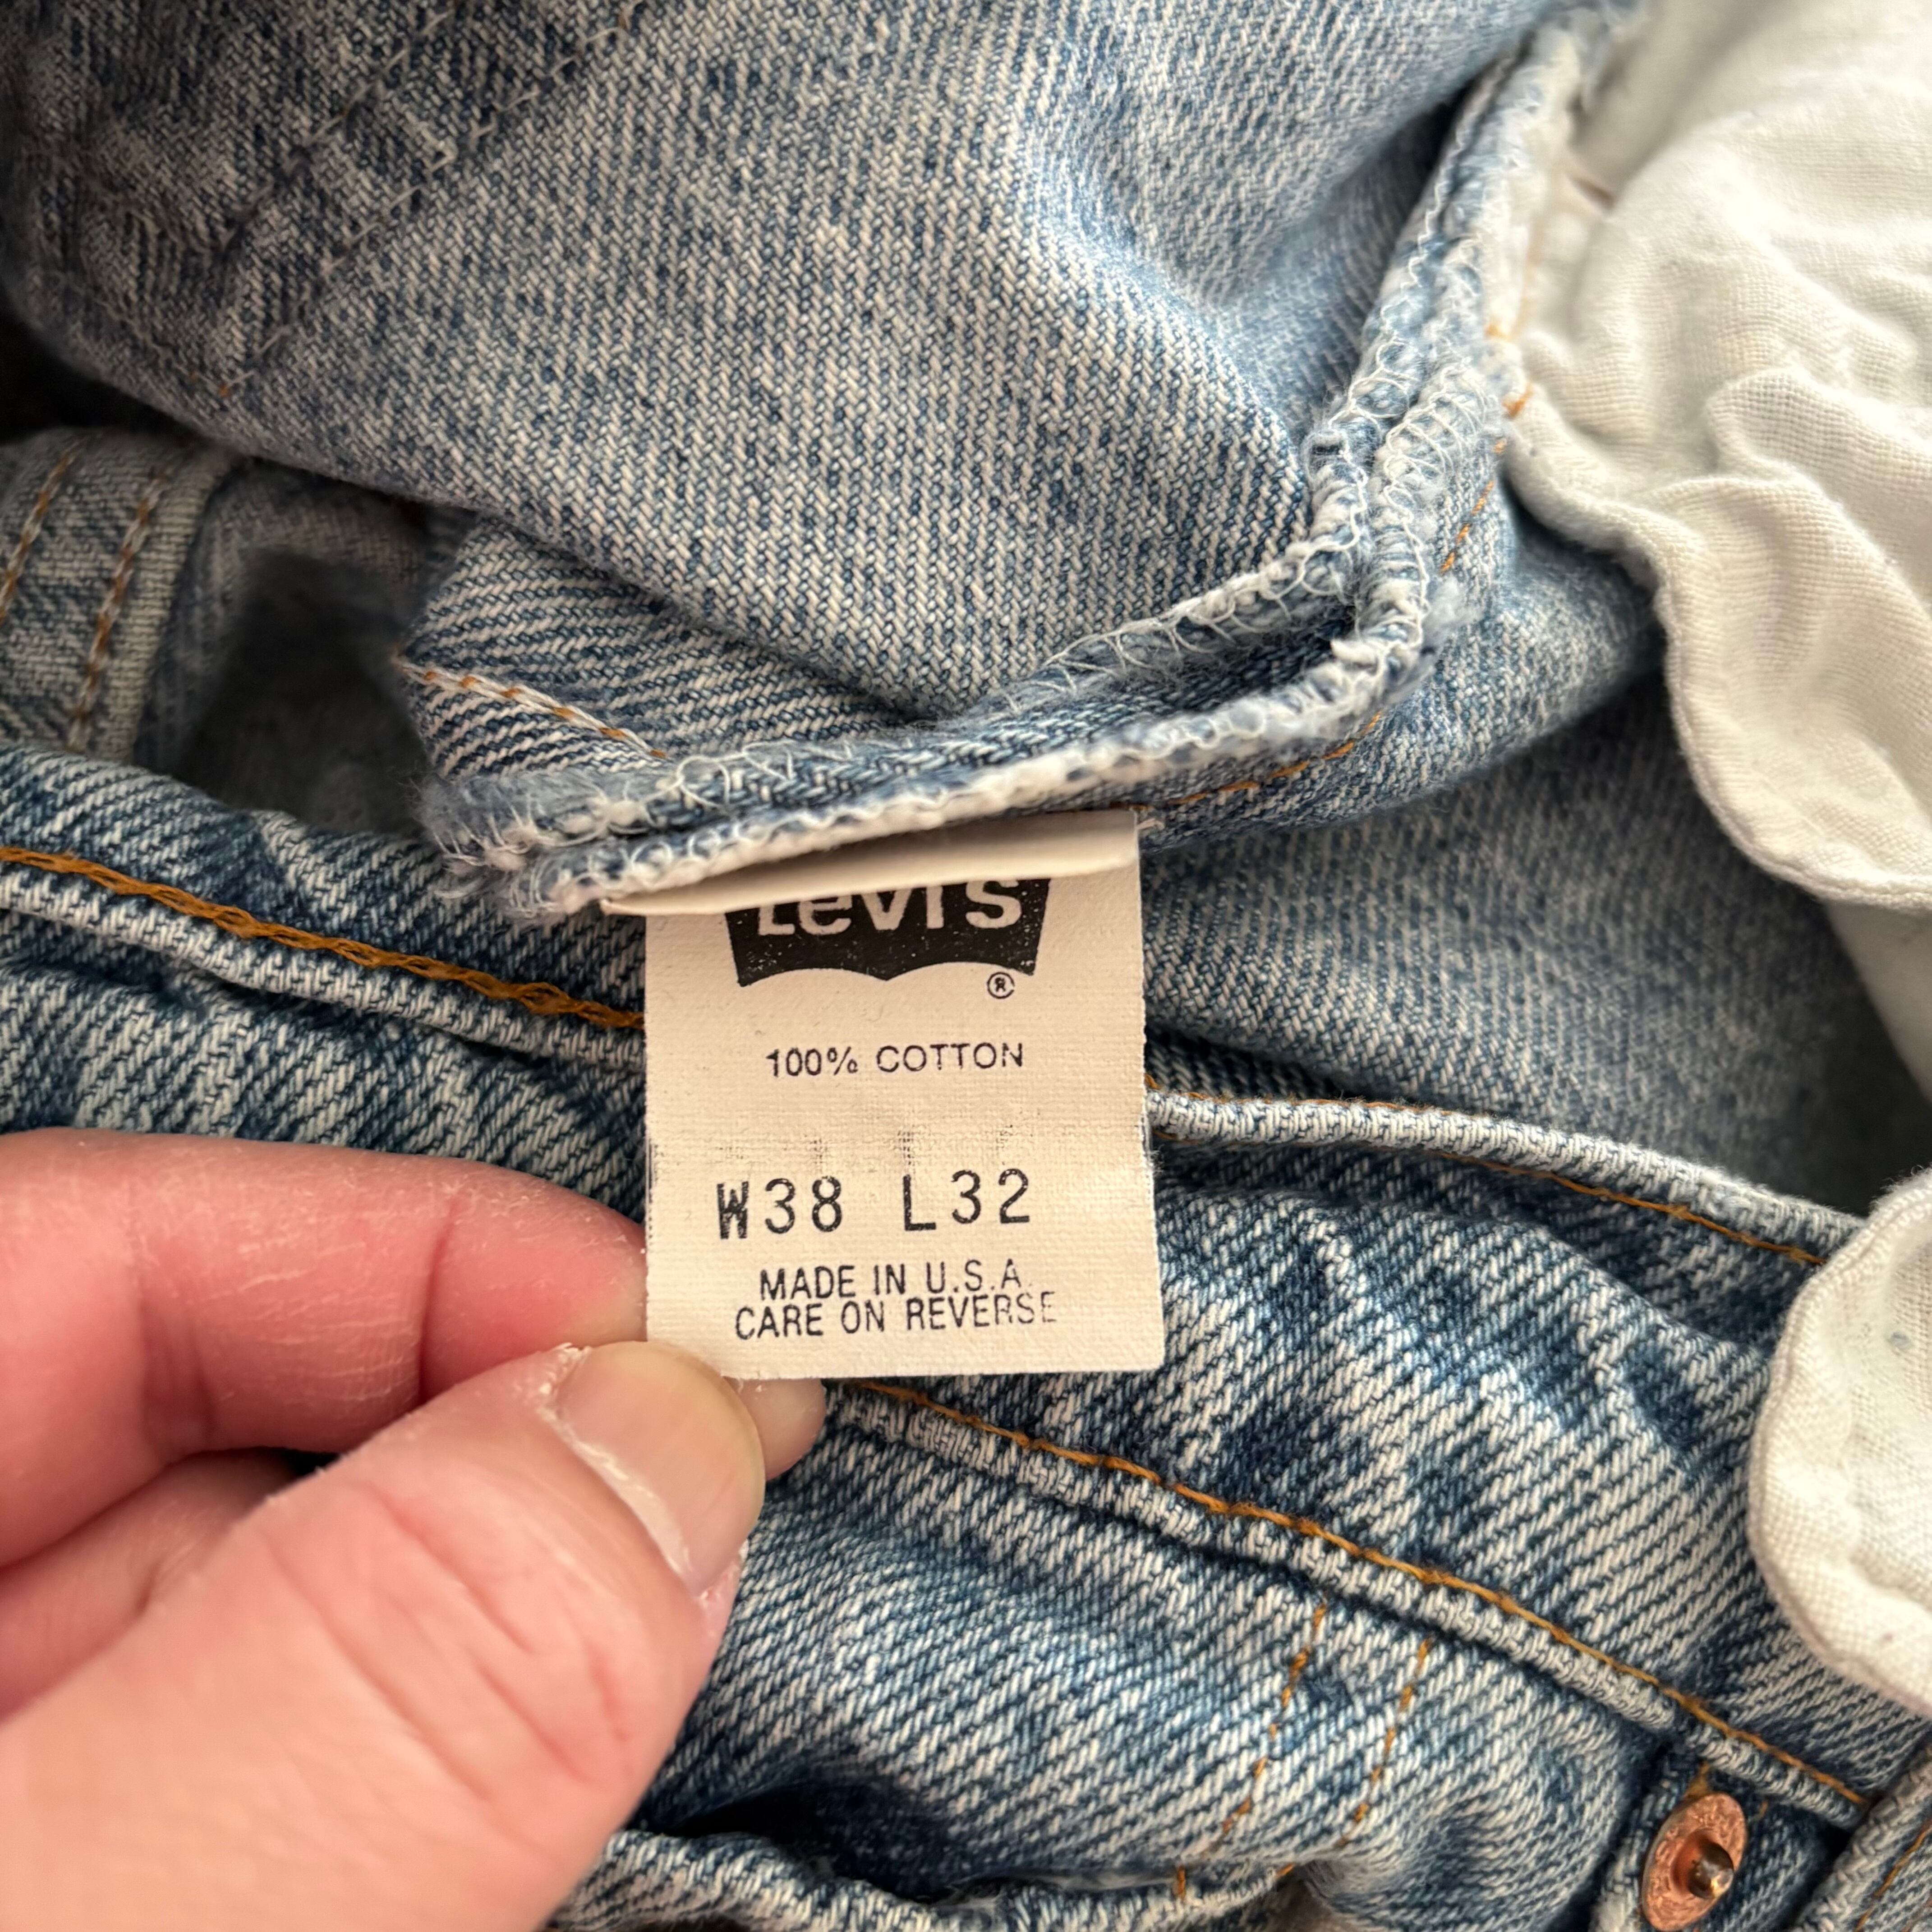 Levi's
®
100% COTTON
W38 L32
MADE IN U.S.A.
CARE ON REVERSE